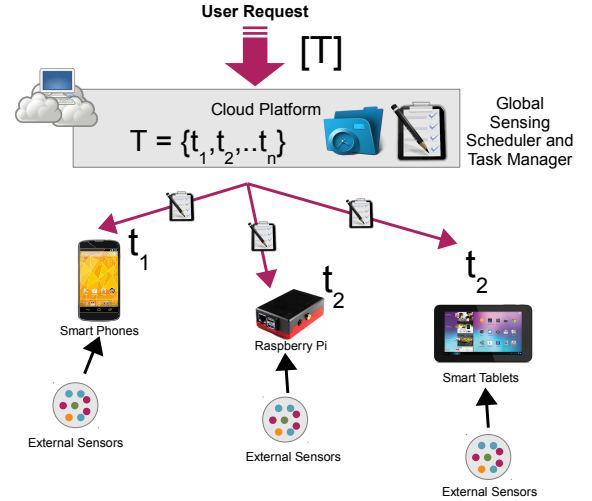 User Request
[T]
Cloud Platform
T = {t1,t2,..tn}
Global
Sensing
Scheduler and
Task Manager
t1
t2
t2
Smart Phones
Raspberry Pi
Smart Tablets
External Sensors
External Sensors
External Sensors